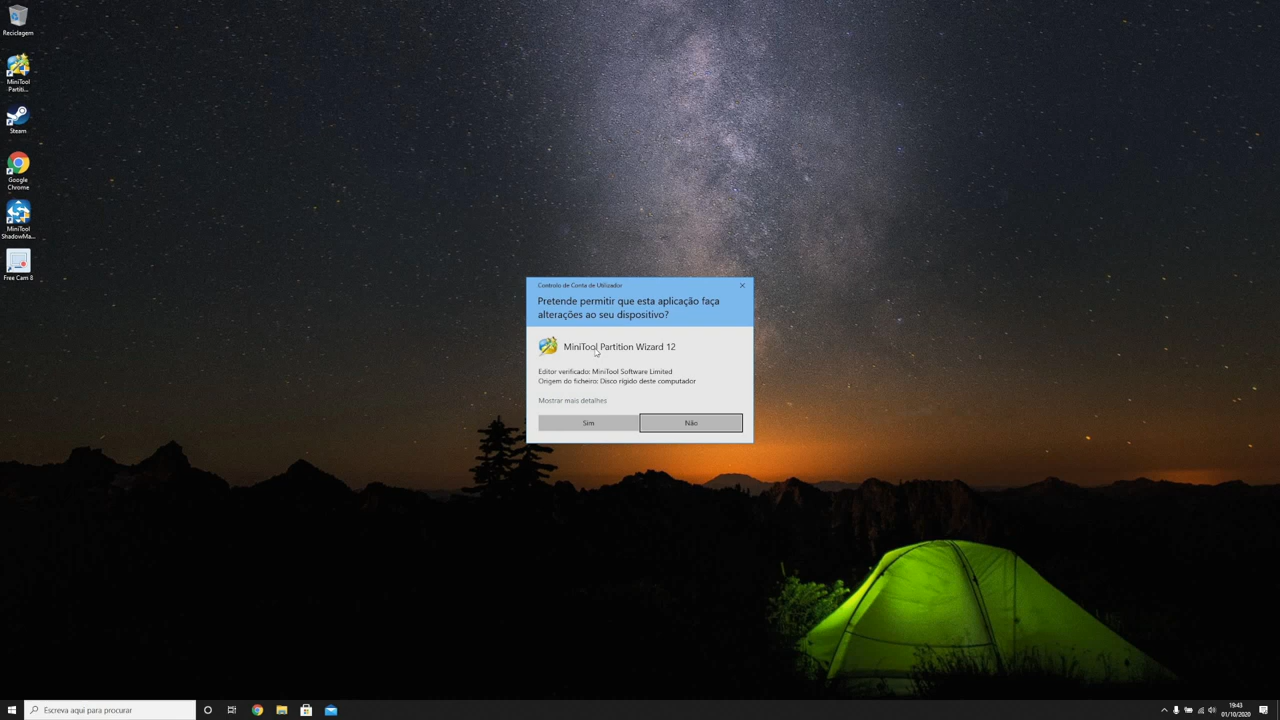 Reciclagem
MiniTool
Partiti...
Steam
Google
Chrome
MiniTool
ShadowMa...
Free Cam 8
Controlo de Conta de Utilizador
Pretende permitir que esta aplicação faça
alterações ao seu dispositivo?
MiniTool Partition Wizard 12
Editor verificado: MiniTool Software Limited
Origem do ficheiro: Disco rígido deste computador
Mostrar mais detalhes
Sim
Não
Escreva aqui para procurar
19:43
01/10/2020